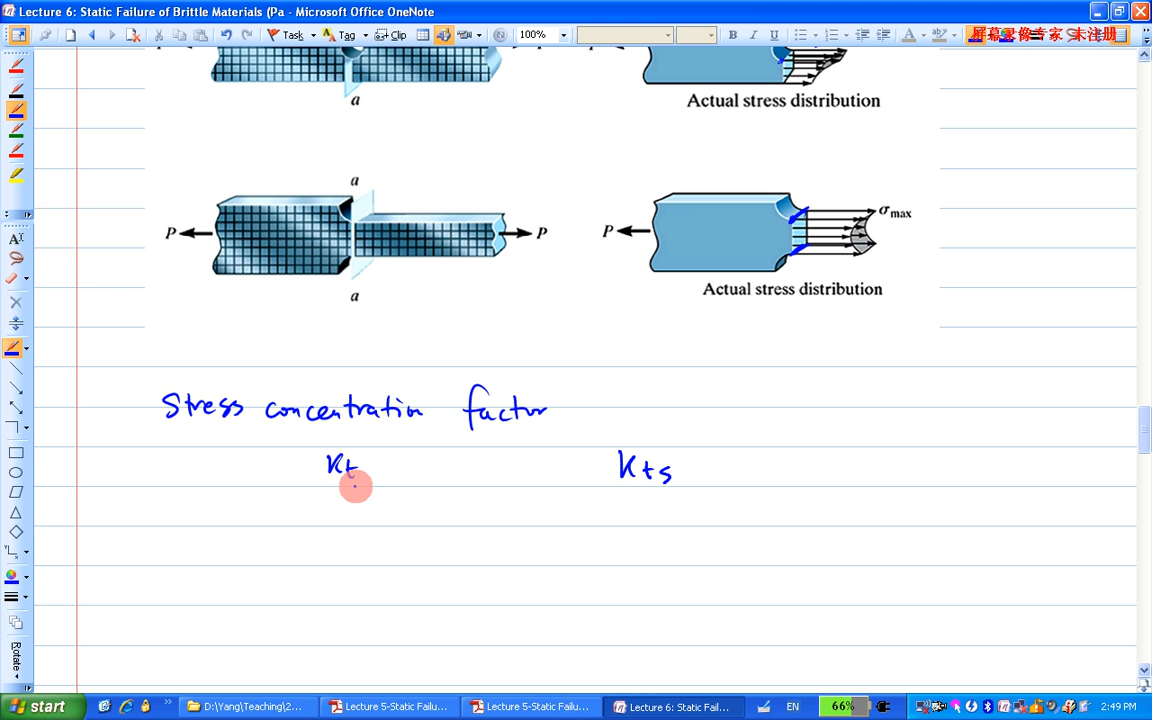 Lecture 6: Static Failure of Brittle Materials (Pa - Microsoft Office OneNote
Task Tag Clip 100% B I U A ab 屏幕录像专家 未注册
P P P
a
Actual stress distribution
a
P P
P σmax
a
Actual stress distribution
Stress concentration factor
Kt Kts
Rotate
start D:\Yang\Teaching\2... Lecture 5-Static Failu... Lecture 5-Static Failu... Lecture 6: Static Fail... EN 66% 2:49 PM